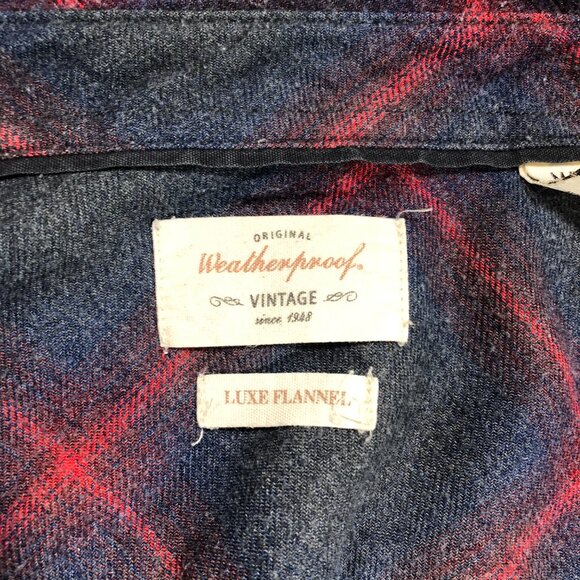 ORIGINAL
Weatherproof®
VINTAGE
since 1948
LUXE FLANNEL